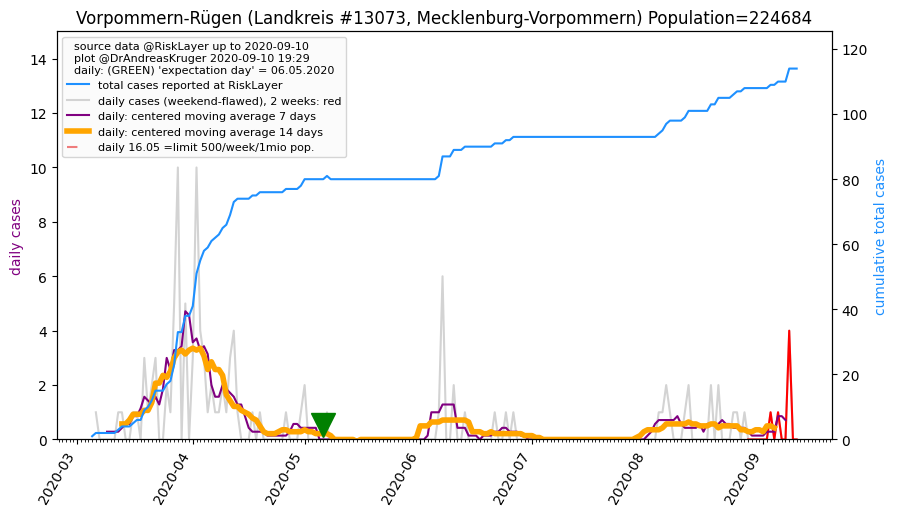 Vorpommern-Rügen (Landkreis #13073, Mecklenburg-Vorpommern) Population=224684
source data @RiskLayer up to 2020-09-10
plot @DrAndreasKruger 2020-09-10 19:29
daily: (GREEN) 'expectation day' = 06.05.2020
total cases reported at RiskLayer
daily cases (weekend-flawed), 2 weeks: red
daily: centered moving average 7 days
daily: centered moving average 14 days
daily 16.05 =limit 500/week/1mio pop.
daily cases
14
12
10
8
6
4
2
0
cumulative total cases
120
100
80
60
40
20
0
2020-03
2020-04
2020-05
2020-06
2020-07
2020-08
2020-09